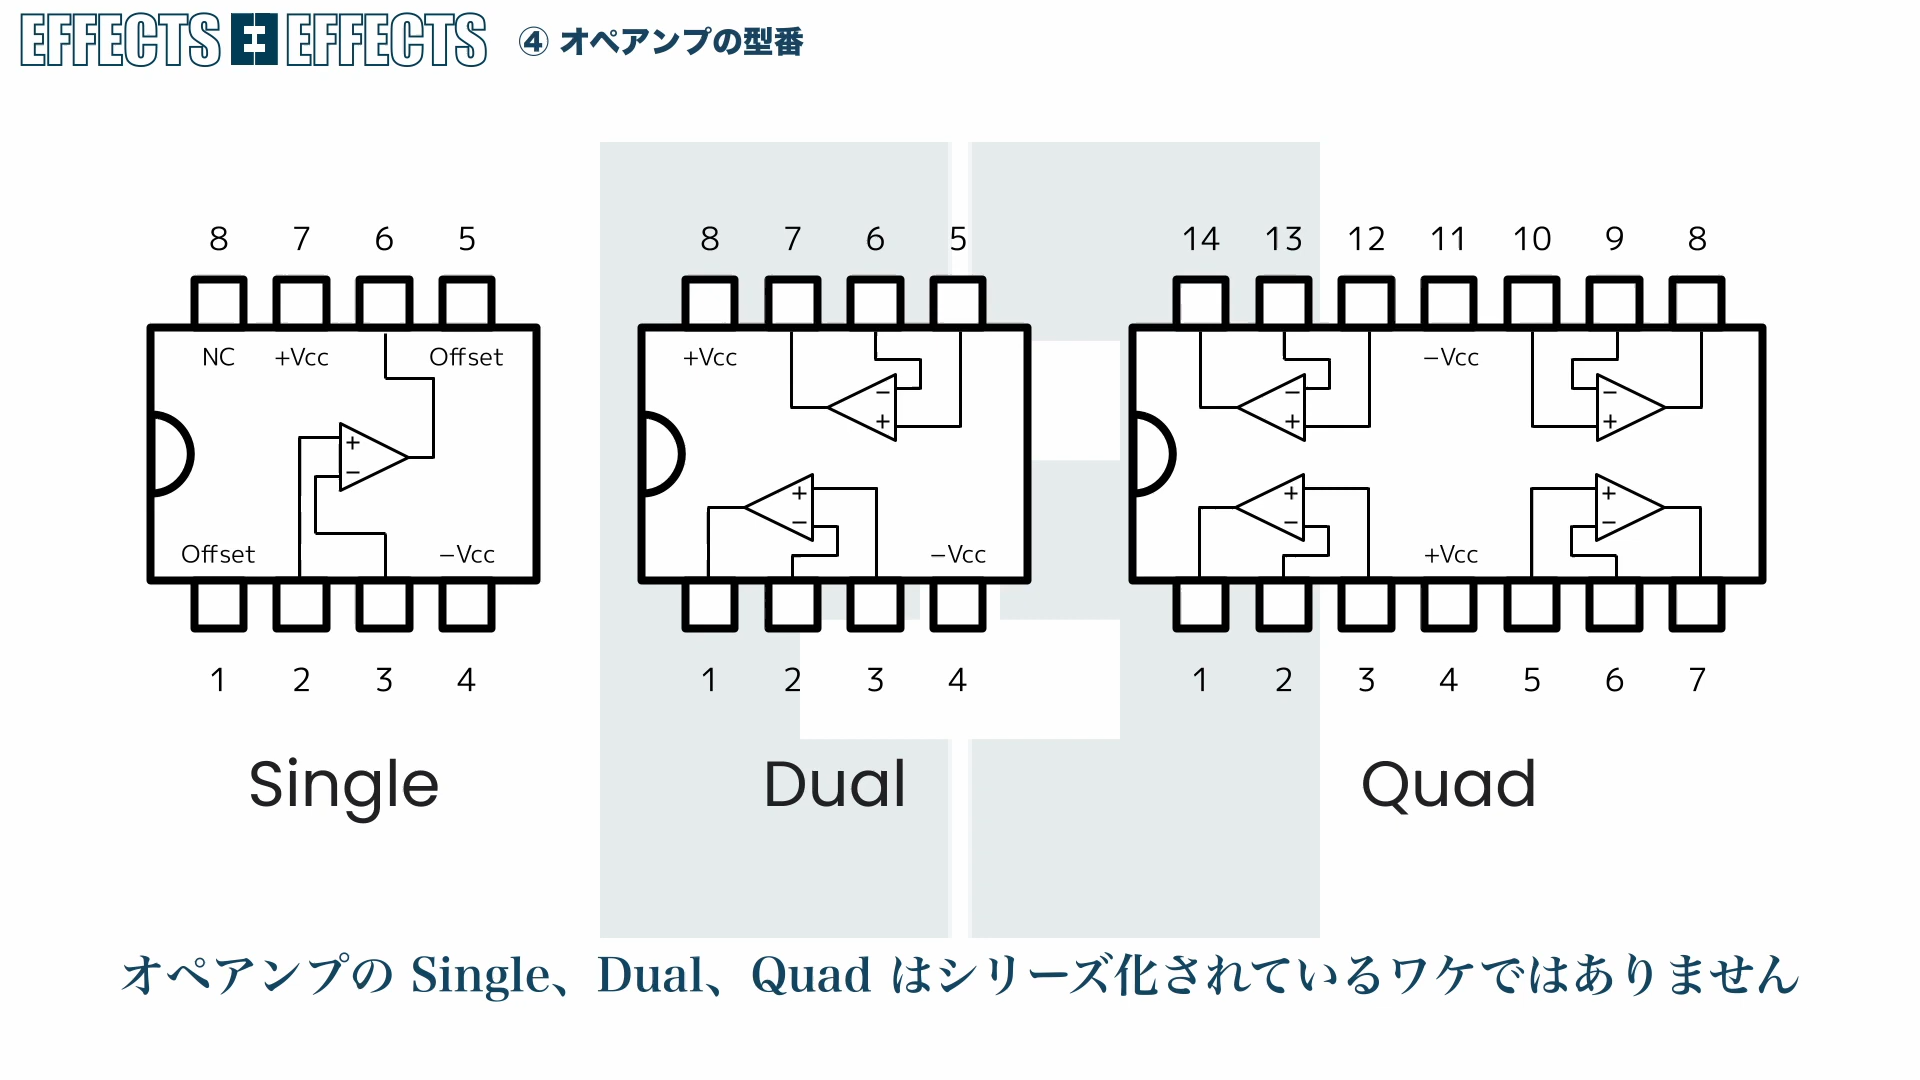 EFFECTS エ EFFECTS ④ オペアンプの型番
8 7 6 5
NC +Vcc Offset
+
−
Offset −Vcc
1 2 3 4
Single
8 7 6 5
+Vcc
−
+
+
−
−Vcc
1 2 3 4
Dual
14 13 12 11 10 9 8
−Vcc
− −
+ +
+ +
− −
+Vcc
1 2 3 4 5 6 7
Quad
オペアンプの Single、Dual、Quad はシリーズ化されているワケではありません